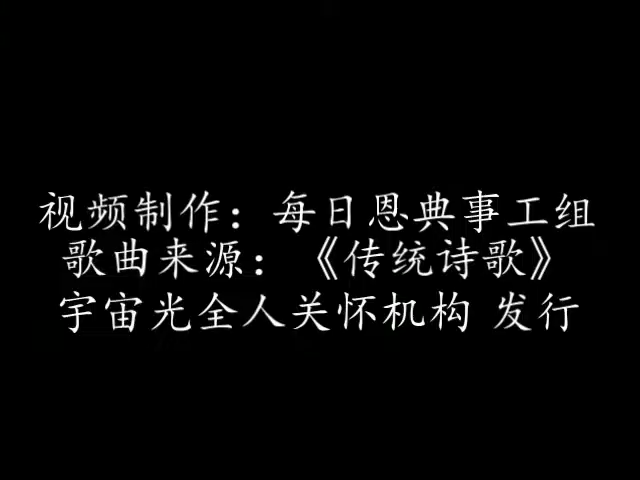 视频制作：每日恩典事工组
歌曲来源：《传统诗歌》
宇宙光全人关怀机构 发行